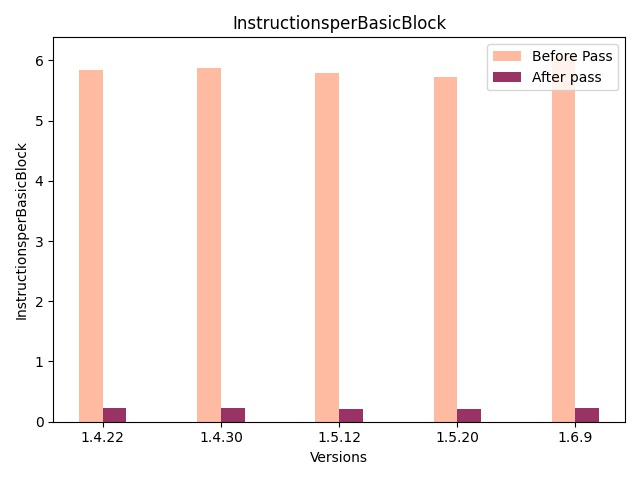 InstructionsperBasicBlock
Before Pass
After pass
6
5
4
3
2
1
0
InstructionsperBasicBlock
1.4.22
1.4.30
1.5.12
1.5.20
1.6.9
Versions